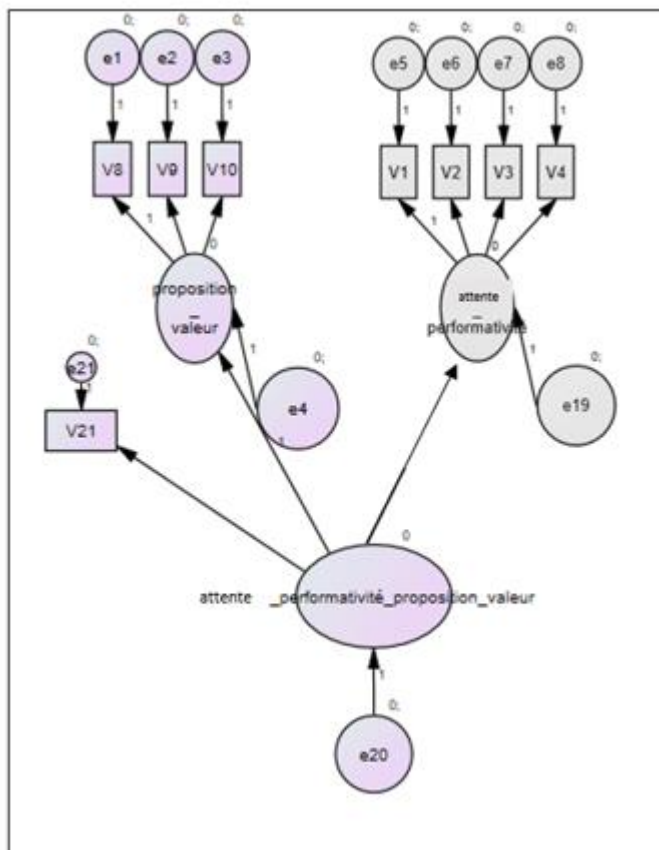 0; 0; 0;
e1 e2 e3
1 1 1
V8 V9 V10
1 0
proposition
_
valeur
0; 0; 0; 0;
e5 e6 e7 e8
1 1 1 1
V1 V2 V3 V4
1 0
attente
_
performativité
0;
e21
1
V21
1 0;
e4
1
1 0;
e19
0
attente _performativité_proposition_valeur
1
0;
e20